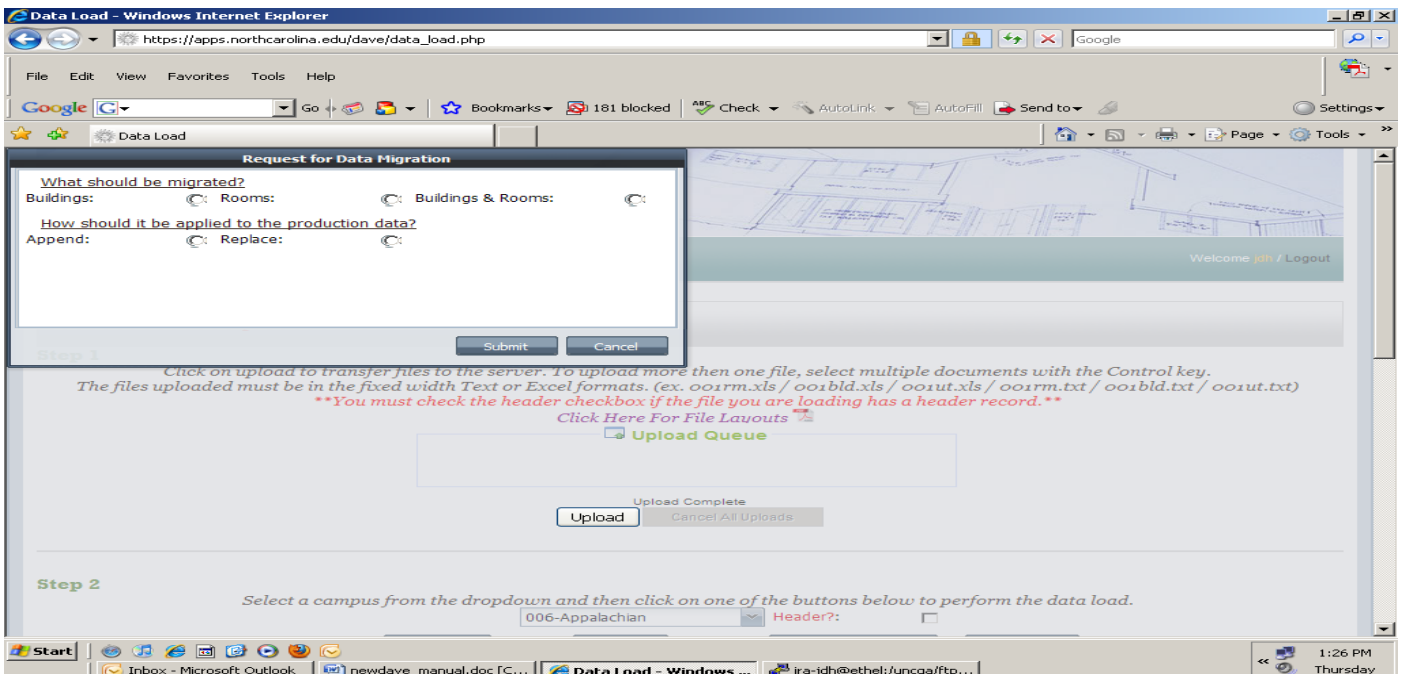 Data Load - Windows Internet Explorer
https://apps.northcarolina.edu/dave/data_load.php
Google
File Edit View Favorites Tools Help
Google G Go Bookmarks 181 blocked ABC Check AutoLink AutoFill Send to Settings
Data Load Page Tools »
Request for Data Migration
What should be migrated?
Buildings: Rooms: Buildings & Rooms:
How should it be applied to the production data?
Append: Replace:
Welcome jdh / Logout
Submit Cancel
Step 1
Click on upload to transfer files to the server. To upload more then one file, select multiple documents with the Control key.
The files uploaded must be in the fixed width Text or Excel formats. (ex. 001rm.xls / 001bld.xls / 001ut.xls / 001rm.txt / 001bld.txt / 001ut.txt)
**You must check the header checkbox if the file you are loading has a header record.**
Click Here For File Layouts
Upload Queue
Upload Complete
Upload Cancel All Uploads
Step 2
Select a campus from the dropdown and then click on one of the buttons below to perform the data load.
006-Appalachian Header?:
Start « 1:26 PM
Inbox - Microsoft Outlook newdave_manual.doc [C... Data Load - Windows ... ira-jdh@ethel:/uncga/ftp... Thursday